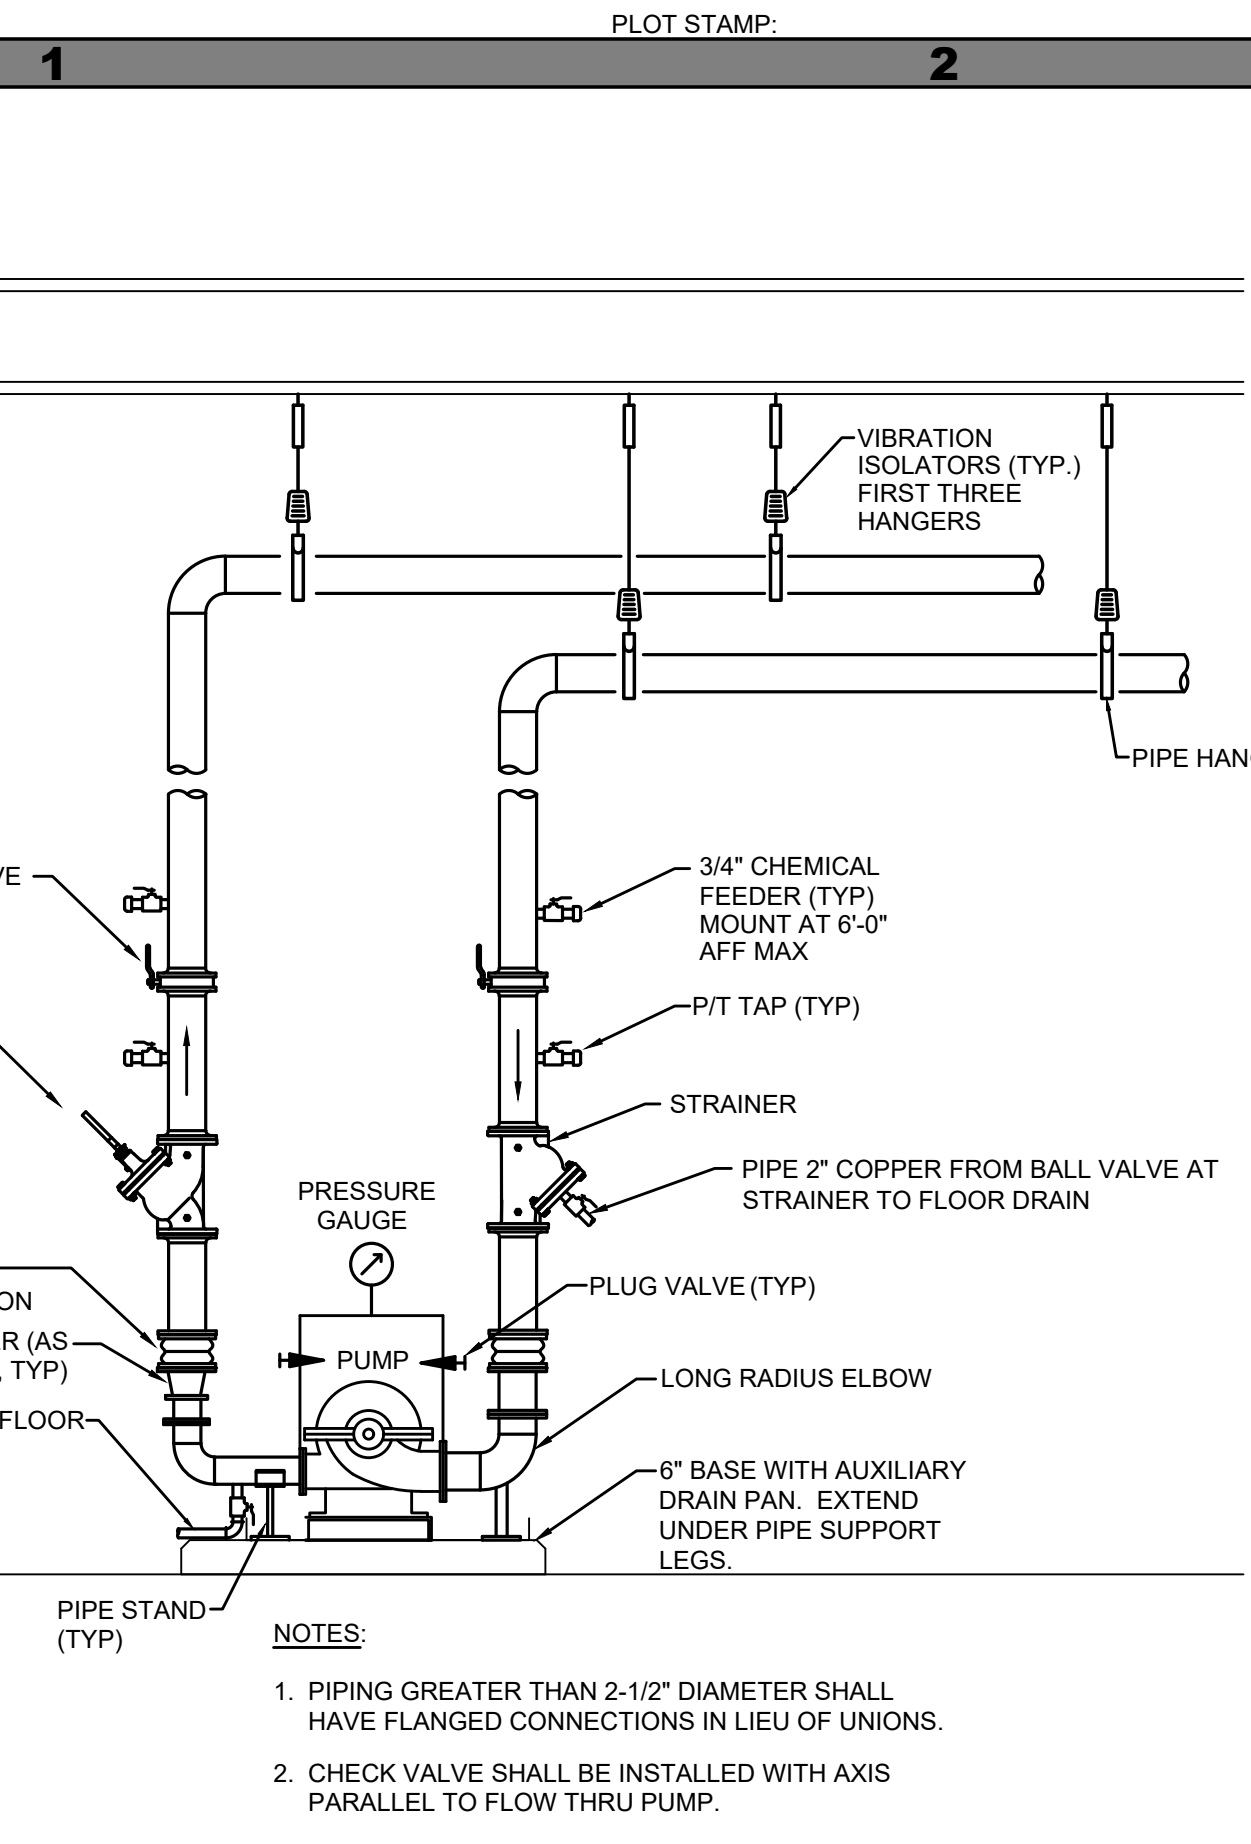 PLOT STAMP:
1
2
VIBRATION
ISOLATORS (TYP.)
FIRST THREE
HANGERS
PIPE HAN
VE
3/4" CHEMICAL
FEEDER (TYP)
MOUNT AT 6'-0"
AFF MAX
P/T TAP (TYP)
STRAINER
PIPE 2" COPPER FROM BALL VALVE AT
STRAINER TO FLOOR DRAIN
PRESSURE
GAUGE
PLUG VALVE (TYP)
ON
ER (AS
, TYP)
PUMP
LONG RADIUS ELBOW
FLOOR
6" BASE WITH AUXILIARY
DRAIN PAN. EXTEND
UNDER PIPE SUPPORT
LEGS.
PIPE STAND
(TYP)
NOTES:
1. PIPING GREATER THAN 2-1/2" DIAMETER SHALL
HAVE FLANGED CONNECTIONS IN LIEU OF UNIONS.
2. CHECK VALVE SHALL BE INSTALLED WITH AXIS
PARALLEL TO FLOW THRU PUMP.